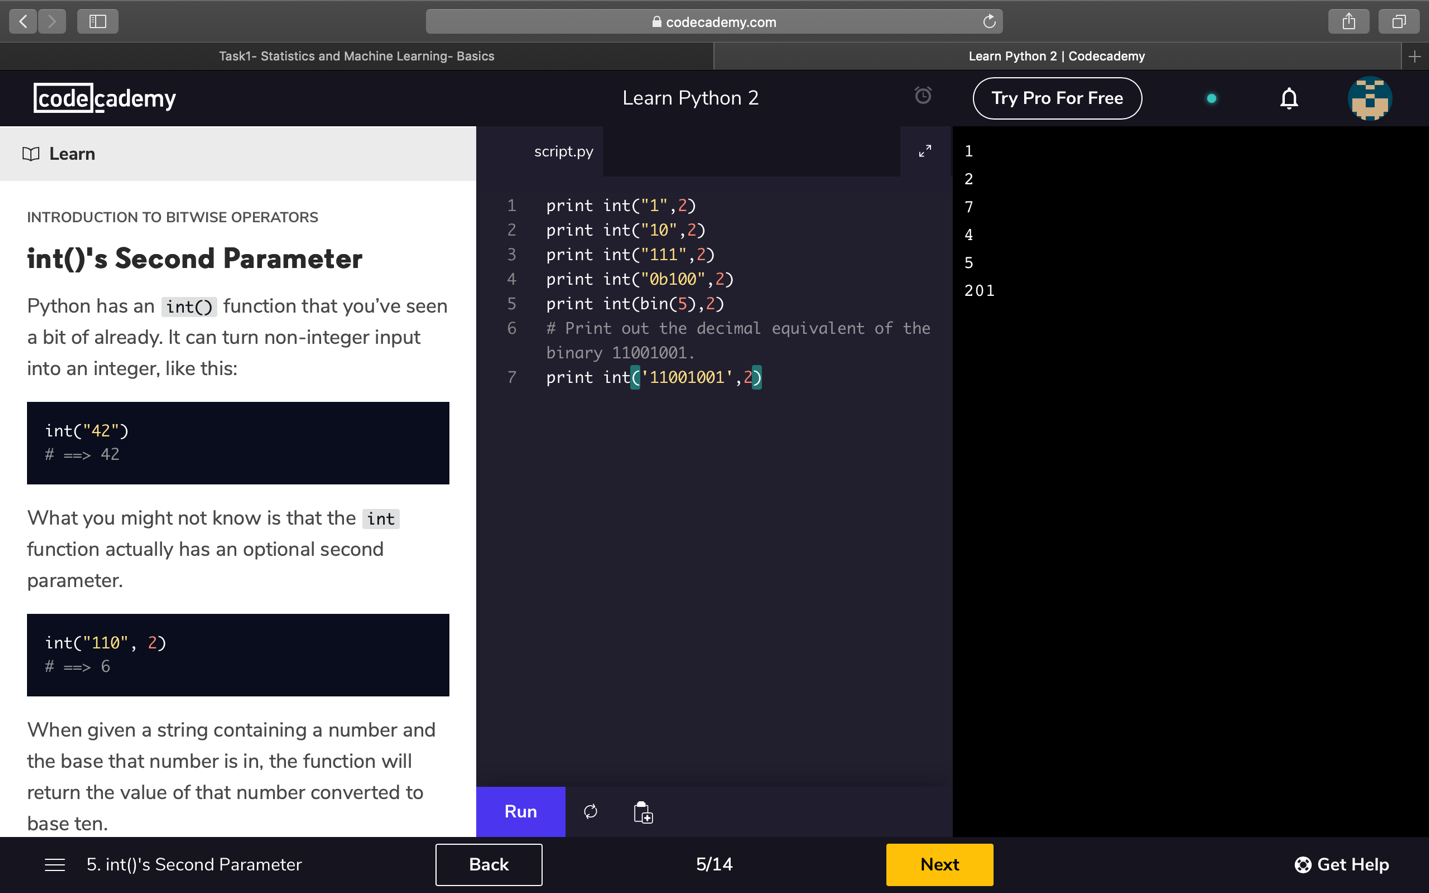 codecademy.com
Task1- Statistics and Machine Learning- Basics
Learn Python 2 | Codecademy
codecademy
Learn Python 2
Try Pro For Free
Learn
INTRODUCTION TO BITWISE OPERATORS
int()'s Second Parameter
Python has an int() function that you've seen
a bit of already. It can turn non-integer input
into an integer, like this:
int("42")
# ==> 42
What you might not know is that the int
function actually has an optional second
parameter.
int("110", 2)
# ==> 6
When given a string containing a number and
the base that number is in, the function will
return the value of that number converted to
base ten.
script.py
1 print int("1",2)
2 print int("10",2)
3 print int("111",2)
4 print int("0b100",2)
5 print int(bin(5),2)
6 # Print out the decimal equivalent of the
binary 11001001.
7 print int('11001001',2)
Run
1
2
7
4
5
201
5. int()'s Second Parameter
Back
5/14
Next
Get Help